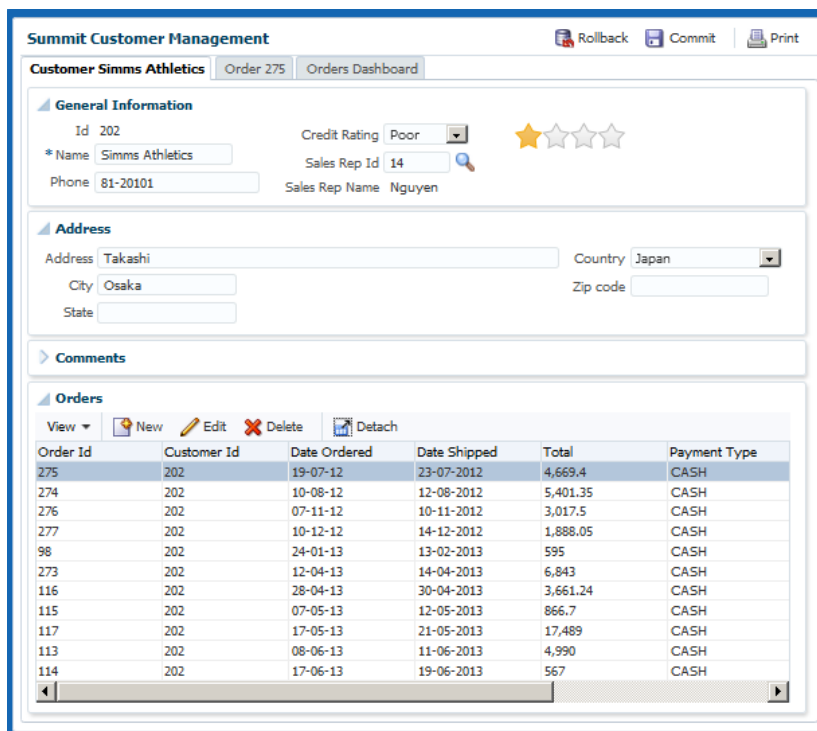 Summit Customer Management Rollback Commit Print
Customer Simms Athletics Order 275 Orders Dashboard
General Information
Id 202 Credit Rating Poor
* Name Simms Athletics Sales Rep Id 14
Phone 81-20101 Sales Rep Name Nguyen
Address
Address Takashi Country Japan
City Osaka Zip code
State
Comments
Orders
View New Edit Delete Detach
Order Id Customer Id Date Ordered Date Shipped Total Payment Type
275 202 19-07-12 23-07-2012 4,669.4 CASH
274 202 10-08-12 12-08-2012 5,401.35 CASH
276 202 07-11-12 10-11-2012 3,017.5 CASH
277 202 10-12-12 14-12-2012 1,888.05 CASH
98 202 24-01-13 13-02-2013 595 CASH
273 202 12-04-13 14-04-2013 6,843 CASH
116 202 28-04-13 30-04-2013 3,661.24 CASH
115 202 07-05-13 12-05-2013 866.7 CASH
117 202 17-05-13 21-05-2013 17,489 CASH
113 202 08-06-13 11-06-2013 4,990 CASH
114 202 17-06-13 19-06-2013 567 CASH